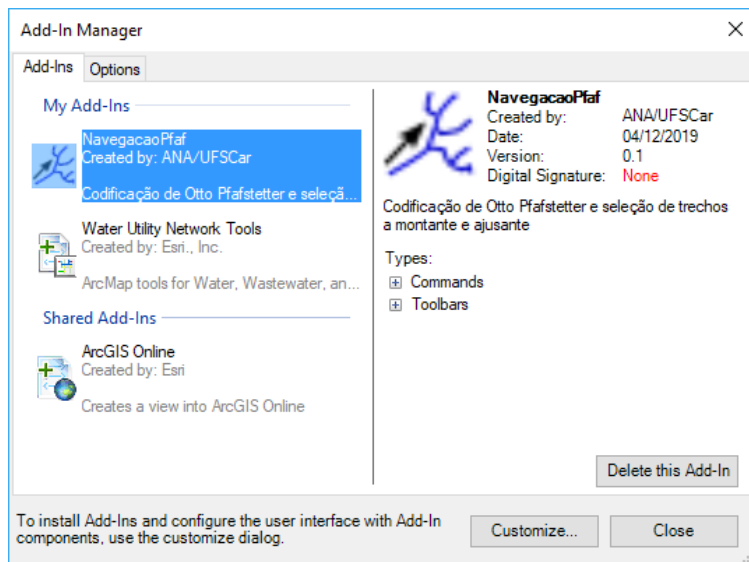 Add-In Manager
Add-Ins
Options
My Add-Ins
NavegacaoPfaf
Created by: ANA/UFSCar
Codificação de Otto Pfafstetter e seleçã...
Water Utility Network Tools
Created by: Esri., Inc.
ArcMap tools for Water, Wastewater, an...
Shared Add-Ins
ArcGIS Online
Created by: Esri
Creates a view into ArcGIS Online
NavegacaoPfaf
Created by: ANA/UFSCar
Date: 04/12/2019
Version: 0.1
Digital Signature: None
Codificação de Otto Pfafstetter e seleção de trechos
a montante e ajusante
Types:
Commands
Toolbars
Delete this Add-In
To install Add-Ins and configure the user interface with Add-In
components, use the customize dialog.
Customize...
Close